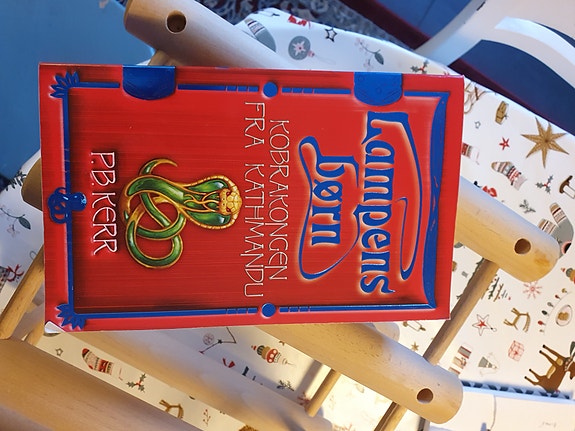 Lampens
børn
KOBRAKONGEN
FRA KATHMANDU
P.B. KERR